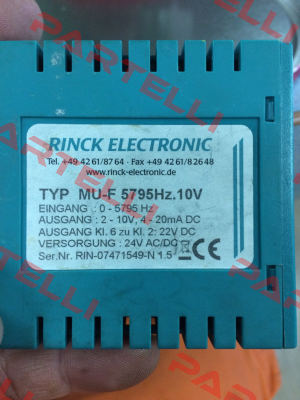 RINCK ELECTRONIC
Tel. +49 42 61/87 64 · Fax +49 42 61/8 26 48
www.rinck-electronic.de
TYP MU-F 5795Hz.10V
EINGANG : 0 - 5795 Hz
AUSGANG : 2 - 10V, 4 - 20mA DC
AUSGANG Kl. 6 zu Kl. 2: 22V DC
VERSORGUNG : 24V AC/DC
Ser.Nr. RIN-07471549-N 1.5
PARTELLI
PARTELLI
PARTELLI
PARTELLI